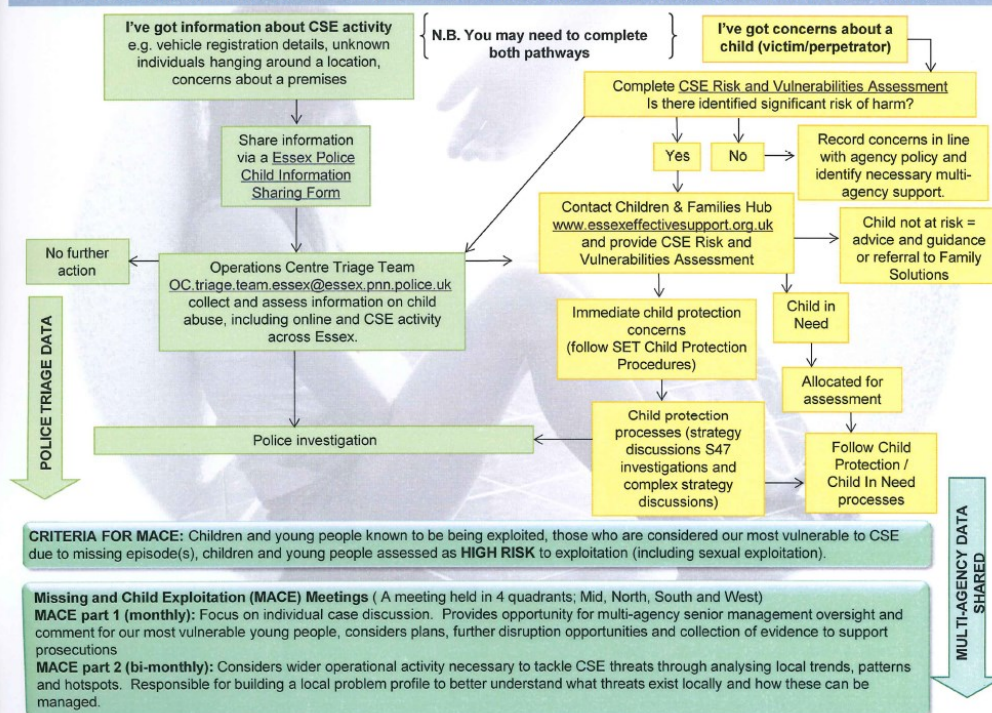 I've got information about CSE activity
e.g. vehicle registration details, unknown
individuals hanging around a location,
concerns about a premises
N.B. You may need to complete
both pathways
I've got concerns about a
child (victim/perpetrator)
Complete CSE Risk and Vulnerabilities Assessment
Is there identified significant risk of harm?
Share information
via a Essex Police
Child Information
Sharing Form
Yes
No
Record concerns in line
with agency policy and
identify necessary multi-
agency support.
Contact Children & Families Hub
www.essexeffectivesupport.org.uk
and provide CSE Risk and
Vulnerabilities Assessment
Child not at risk =
advice and guidance
or referral to Family
Solutions
No further
action
Operations Centre Triage Team
OC.triage.team.essex@essex.pnn.police.uk
collect and assess information on child
abuse, including online and CSE activity
across Essex.
Immediate child protection
concerns
(follow SET Child Protection
Procedures)
Child in
Need
Allocated for
assessment
POLICE TRIAGE DATA
Police investigation
Child protection
processes (strategy
discussions S47
investigations and
complex strategy
discussions)
Follow Child
Protection /
Child In Need
processes
CRITERIA FOR MACE: Children and young people known to be being exploited, those who are considered our most vulnerable to CSE
due to missing episode(s), children and young people assessed as HIGH RISK to exploitation (including sexual exploitation).
Missing and Child Exploitation (MACE) Meetings ( A meeting held in 4 quadrants; Mid, North, South and West)
MACE part 1 (monthly): Focus on individual case discussion. Provides opportunity for multi-agency senior management oversight and
comment for our most vulnerable young people, considers plans, further disruption opportunities and collection of evidence to support
prosecutions
MACE part 2 (bi-monthly): Considers wider operational activity necessary to tackle CSE threats through analysing local trends, patterns
and hotspots. Responsible for building a local problem profile to better understand what threats exist locally and how these can be
managed.
MULTI-AGENCY DATA
SHARED